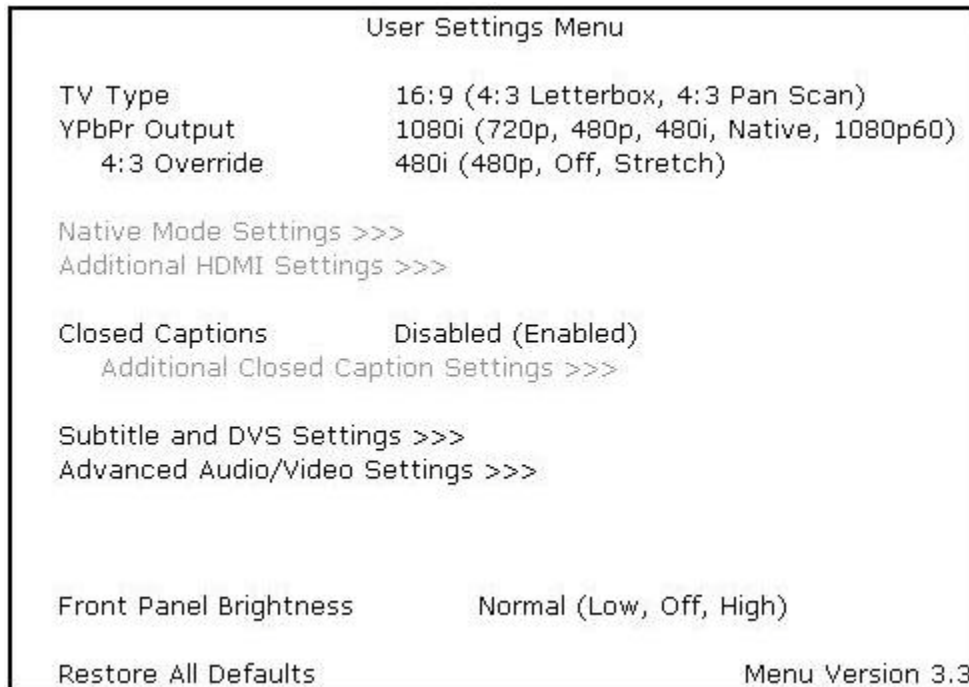 User Settings Menu
TV Type 16:9 (4:3 Letterbox, 4:3 Pan Scan)
YPbPr Output 1080i (720p, 480p, 480i, Native, 1080p60)
4:3 Override 480i (480p, Off, Stretch)
Native Mode Settings >>>
Additional HDMI Settings >>>
Closed Captions Disabled (Enabled)
Additional Closed Caption Settings >>>
Subtitle and DVS Settings >>>
Advanced Audio/Video Settings >>>
Front Panel Brightness Normal (Low, Off, High)
Restore All Defaults Menu Version 3.3